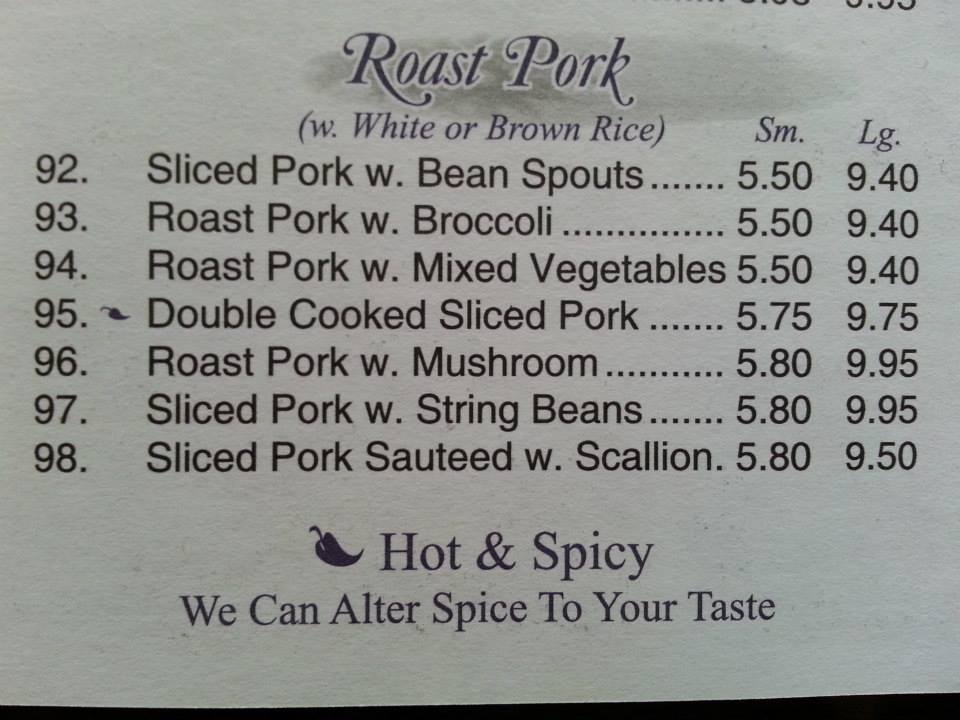 Roast Pork
(w. White or Brown Rice) Sm. Lg.
92. Sliced Pork w. Bean Spouts ....... 5.50 9.40
93. Roast Pork w. Broccoli ............... 5.50 9.40
94. Roast Pork w. Mixed Vegetables 5.50 9.40
95. Double Cooked Sliced Pork ....... 5.75 9.75
96. Roast Pork w. Mushroom ........... 5.80 9.95
97. Sliced Pork w. String Beans ....... 5.80 9.95
98. Sliced Pork Sauteed w. Scallion. 5.80 9.50
Hot & Spicy
We Can Alter Spice To Your Taste